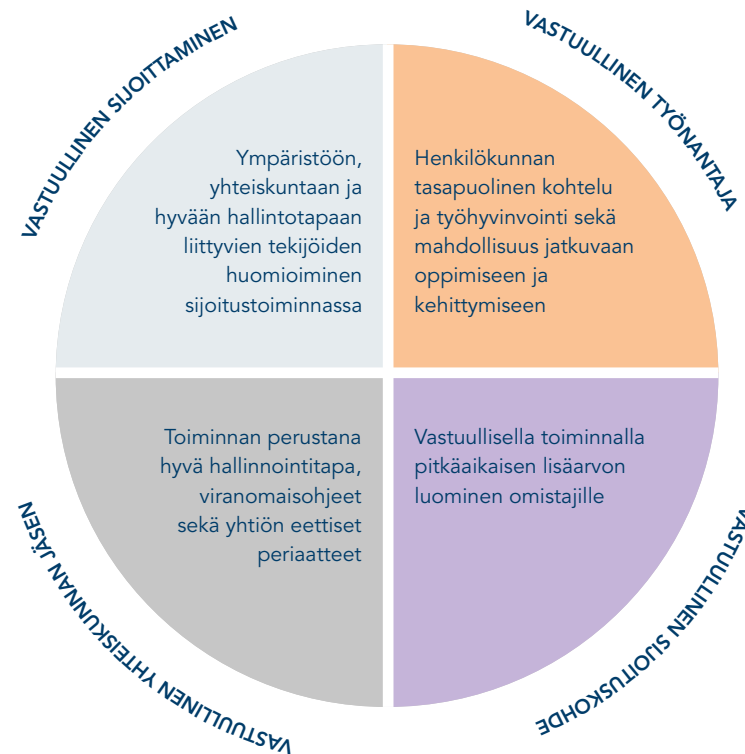 VASTUULLINEN SIJOITTAMINEN
Ympäristöön,
yhteiskuntaan ja
hyvään hallintotapaan
liittyvien tekijöiden
huomioiminen
sijoitustoiminnassa
VASTUULLINEN TYÖNANTAJA
Henkilökunnan
tasapuolinen kohtelu
ja työhyvinvointi sekä
mahdollisuus jatkuvaan
oppimiseen ja
kehittymiseen
VASTUULLINEN YHTEISKUNNAN JÄSEN
Toiminnan perustana
hyvä hallinnointitapa,
viranomaisohjeet
sekä yhtiön eettiset
periaatteet
VASTUULLINEN SIJOITUSKOHDE
Vastuullisella toiminnalla
pitkäaikaisen lisäarvon
luominen omistajille